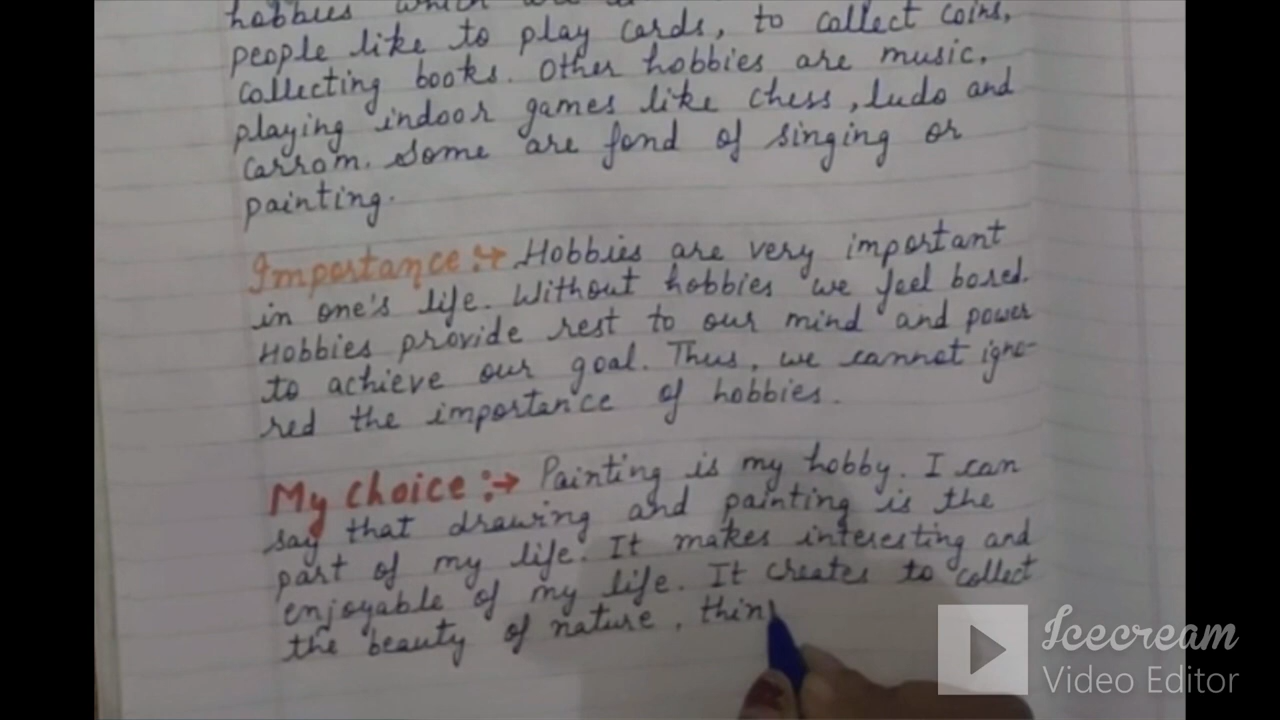 hobbies which are
people like to play cards, to collect coins,
collecting books. Other hobbies are music,
playing indoor games like chess, ludo and
carrom. Some are fond of singing or
painting.
Importance :→ Hobbies are very important
in one's life. Without hobbies we feel bored.
Hobbies provide rest to our mind and power
to achieve our goal. Thus, we cannot igno-
red the importance of hobbies.
My choice :→ Painting is my hobby. I can
say that drawing and painting is the
part of my life. It makes interesting and
enjoyable of my life. It creates to collect
the beauty of nature, thin
Icecream
Video Editor